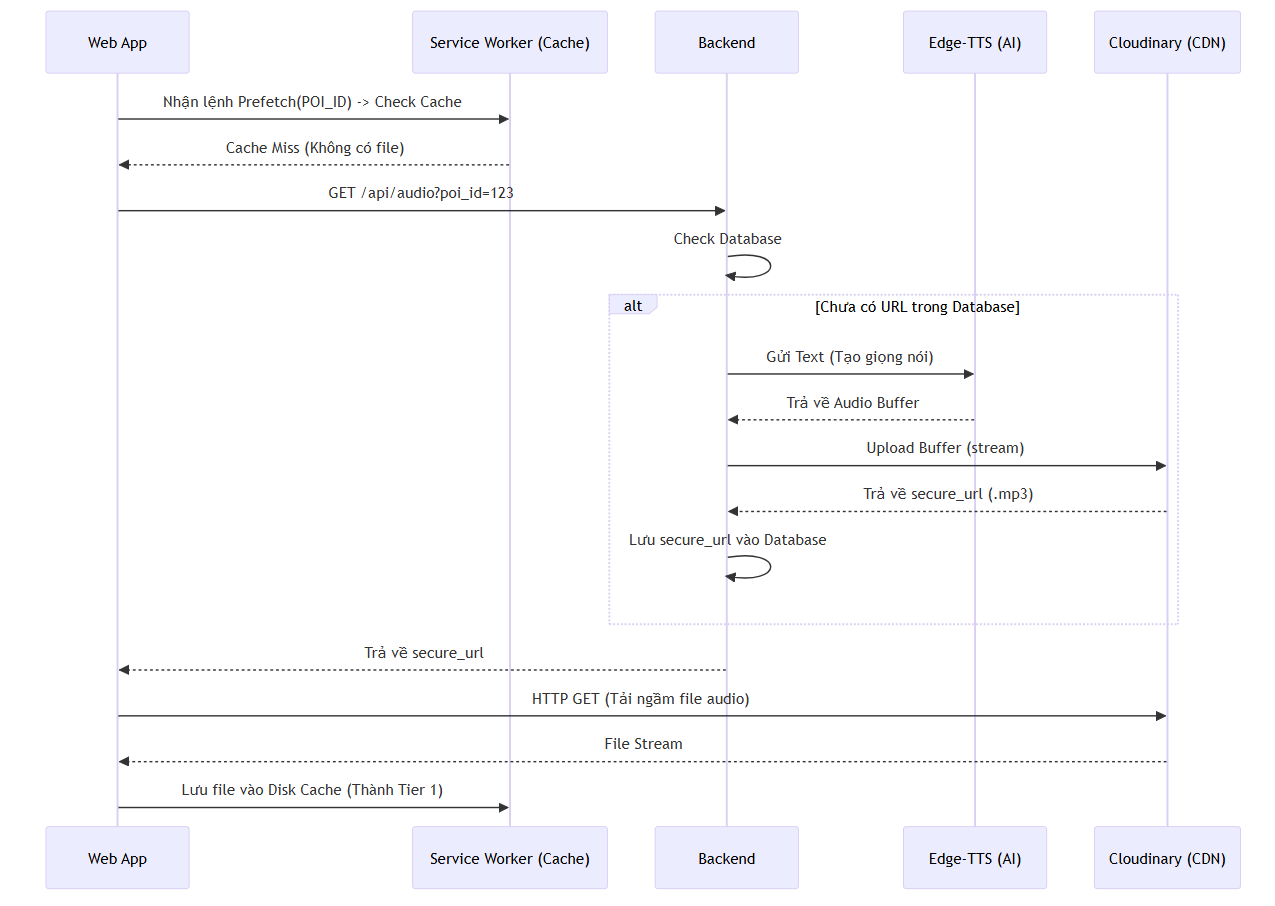 Web App
Service Worker (Cache)
Backend
Edge-TTS (AI)
Cloudinary (CDN)
Nhận lệnh Prefetch(POI_ID) -> Check Cache
Cache Miss (Không có file)
GET /api/audio?poi_id=123
Check Database
alt
[Chưa có URL trong Database]
Gửi Text (Tạo giọng nói)
Trả về Audio Buffer
Upload Buffer (stream)
Trả về secure_url (.mp3)
Lưu secure_url vào Database
Trả về secure_url
HTTP GET (Tải ngầm file audio)
File Stream
Lưu file vào Disk Cache (Thành Tier 1)
Web App
Service Worker (Cache)
Backend
Edge-TTS (AI)
Cloudinary (CDN)